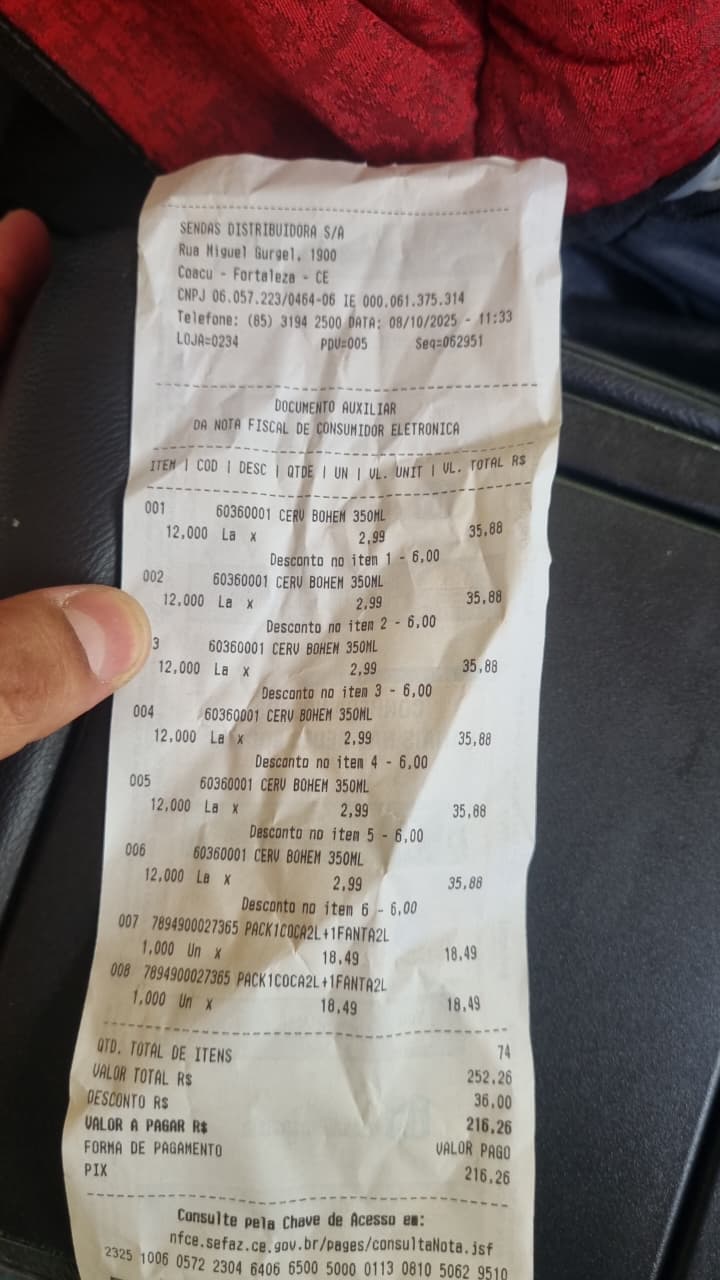 SENDAS DISTRIBUIDORA S/A
Rua Miguel Gurgel, 1900
Coacu - Fortaleza - CE
CNPJ 06.057.223/0464-06 IE 000.061.375.314
Telefone: (85) 3194 2500 DATA: 08/10/2025 - 11:33
LOJA=0234 PDV=005 Seq=062951
DOCUMENTO AUXILIAR
DA NOTA FISCAL DE CONSUMIDOR ELETRONICA
ITEM | COD | DESC | QTDE | UN | VL. UNIT | VL. TOTAL R$
001 60360001 CERV BOHEM 350ML
12,000 La x 2,99 35,88
Desconto no item 1 - 6,00
002 60360001 CERV BOHEM 350ML
12,000 La x 2,99 35,88
Desconto no item 2 - 6,00
3 60360001 CERV BOHEM 350ML
12,000 La x 2,99 35,88
Desconto no item 3 - 6,00
004 60360001 CERV BOHEM 350ML
12,000 La x 2,99 35,88
Desconto no item 4 - 6,00
005 60360001 CERV BOHEM 350ML
12,000 La x 2,99 35,88
Desconto no item 5 - 6,00
006 60360001 CERV BOHEM 350ML
12,000 La x 2,99 35,88
Desconto no item 6 - 6,00
007 7894900027365 PACK1COCA2L+1FANTA2L
1,000 Un x 18,49 18,49
008 7894900027365 PACK1COCA2L+1FANTA2L
1,000 Un x 18,49 18,49
QTD. TOTAL DE ITENS 74
VALOR TOTAL R$ 252,26
DESCONTO R$ 36,00
VALOR A PAGAR R$ 216,26
FORMA DE PAGAMENTO VALOR PAGO
PIX 216,26
Consulte pela Chave de Acesso em:
nfce.sefaz.ce.gov.br/pages/consultaNota.jsf
2325 1006 0572 2304 6406 6500 5000 0113 0810 5062 9510